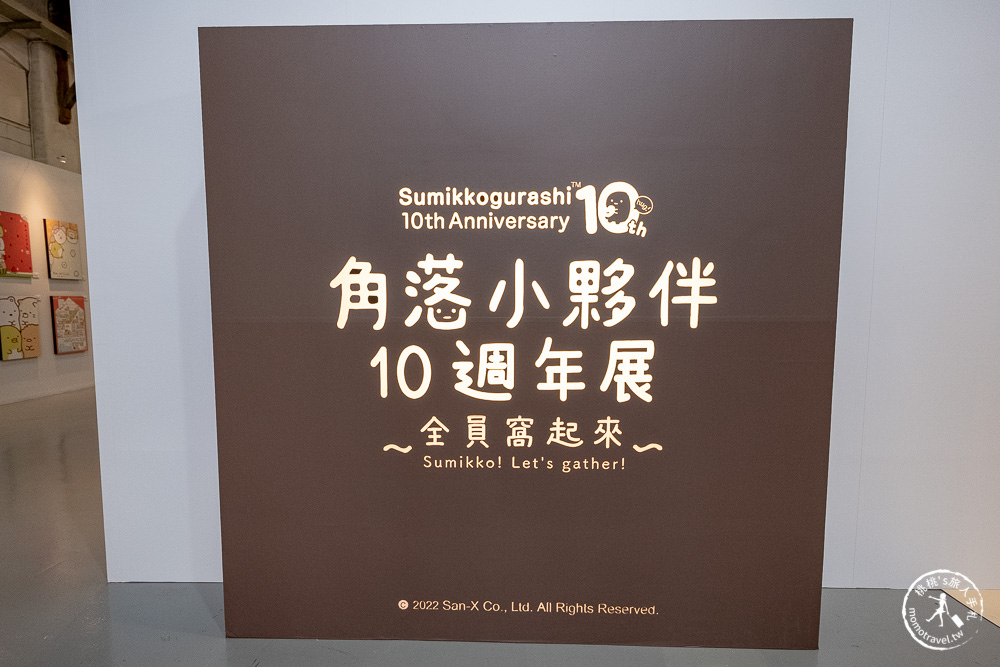 Sumikkogurashi™
10th Anniversary
10th
角落小夥伴
10週年展
~全員窩起來~
Sumikko! Let's gather!
© 2022 San-X Co., Ltd. All Rights Reserved.
桃桃's旅人手札
momotravel.tw